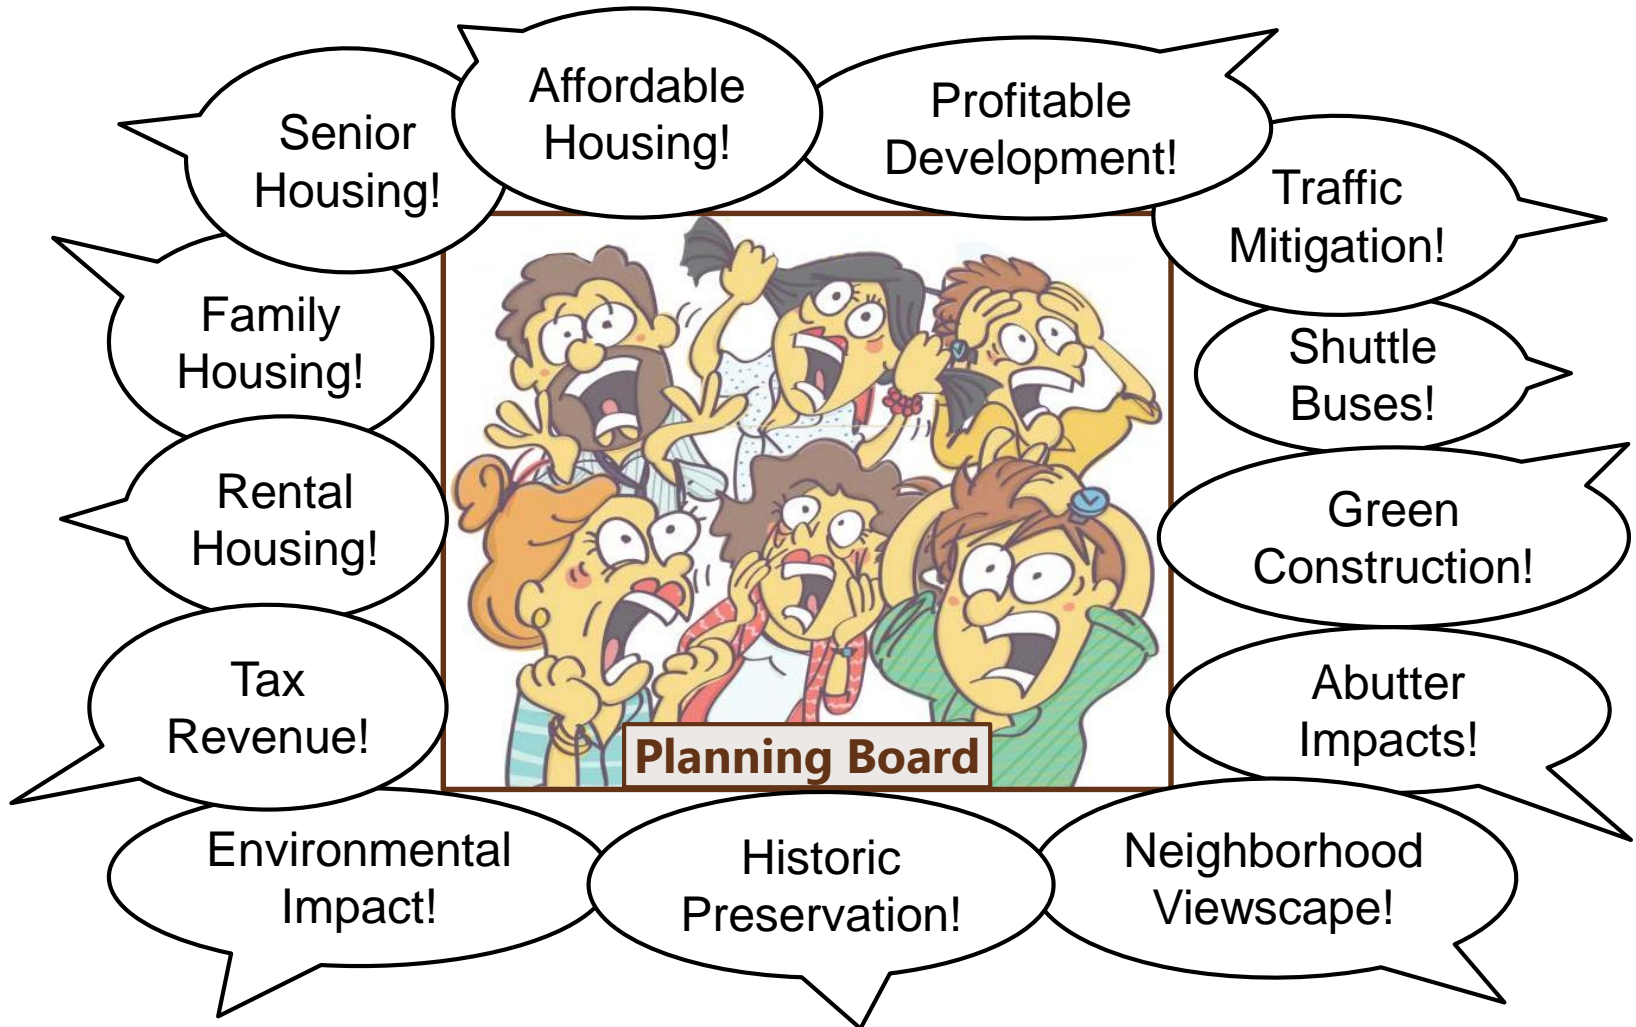 Affordable
Housing!
Profitable
Development!
Senior
Housing!
Traffic
Mitigation!
Family
Housing!
Shuttle
Buses!
Rental
Housing!
Green
Construction!
Tax
Revenue!
Abutter
Impacts!
Planning Board
Environmental
Impact!
Historic
Preservation!
Neighborhood
Viewscape!